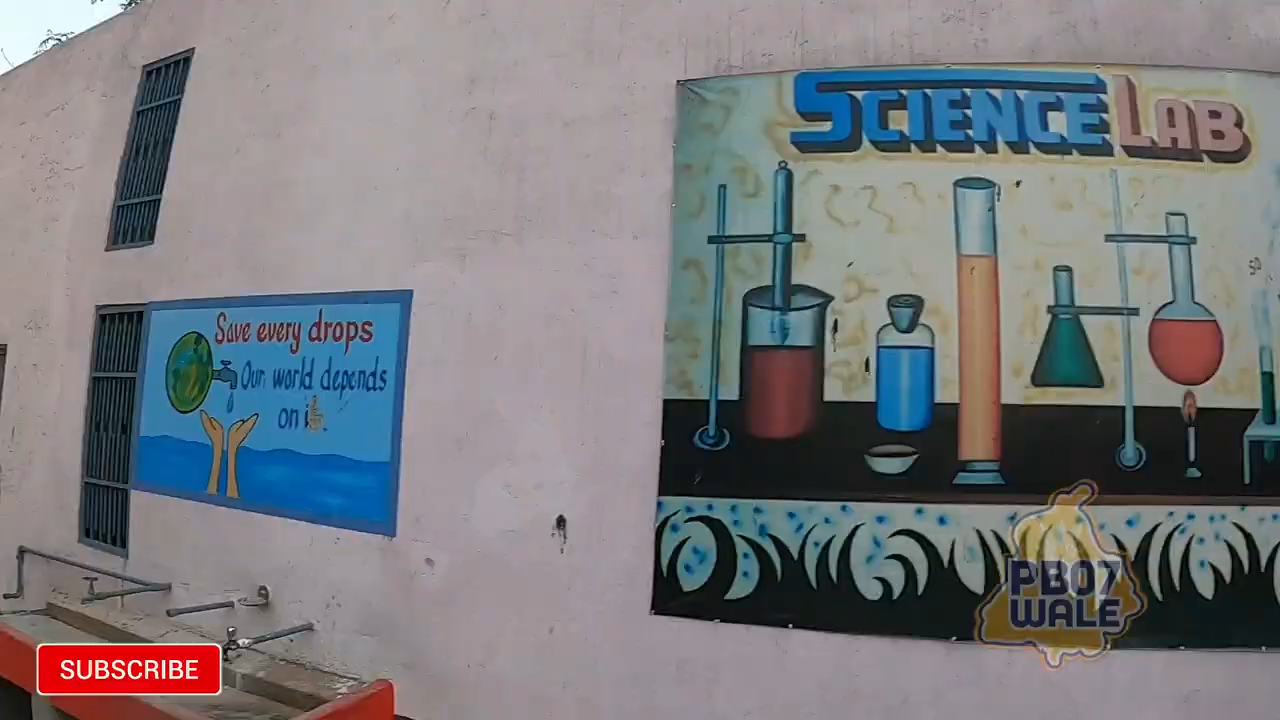 SCIENCE LAB
Save every drops
Our world depends
on it.
PB07
WALE
SUBSCRIBE